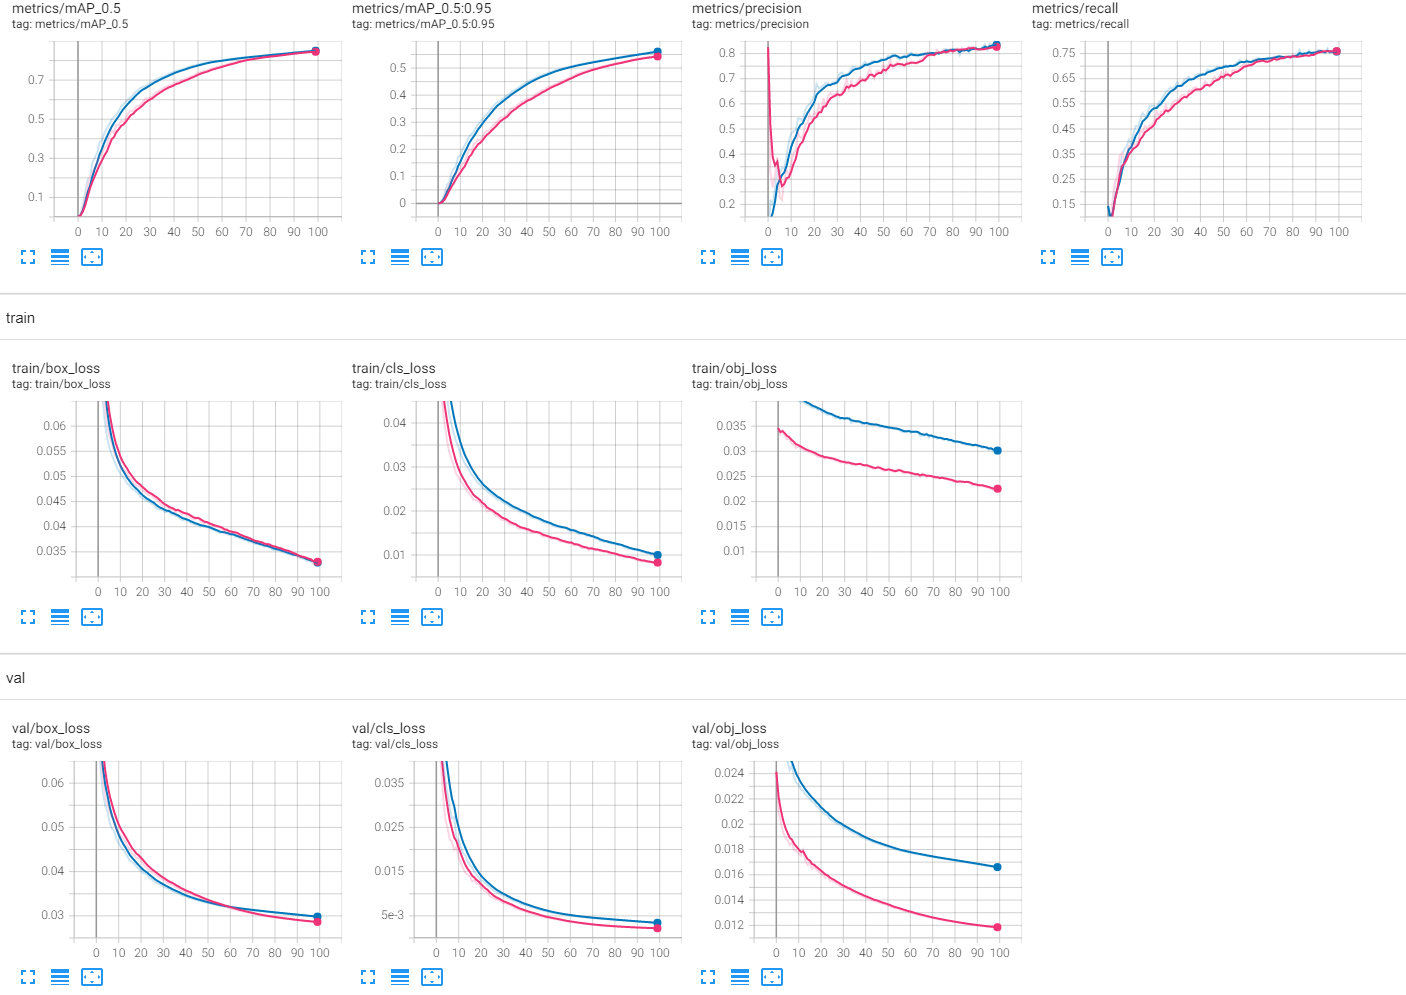 metrics/mAP_0.5
tag: metrics/mAP_0.5
0.7
0.5
0.3
0.1
0 10 20 30 40 50 60 70 80 90 100
metrics/mAP_0.5:0.95
tag: metrics/mAP_0.5:0.95
0.5
0.4
0.3
0.2
0.1
0
0 10 20 30 40 50 60 70 80 90 100
metrics/precision
tag: metrics/precision
0.8
0.7
0.6
0.5
0.4
0.3
0.2
0 10 20 30 40 50 60 70 80 90 100
metrics/recall
tag: metrics/recall
0.75
0.65
0.55
0.45
0.35
0.25
0.15
0 10 20 30 40 50 60 70 80 90 100
train
train/box_loss
tag: train/box_loss
0.06
0.055
0.05
0.045
0.04
0.035
0 10 20 30 40 50 60 70 80 90 100
train/cls_loss
tag: train/cls_loss
0.04
0.03
0.02
0.01
0 10 20 30 40 50 60 70 80 90 100
train/obj_loss
tag: train/obj_loss
0.035
0.03
0.025
0.02
0.015
0.01
0 10 20 30 40 50 60 70 80 90 100
val
val/box_loss
tag: val/box_loss
0.06
0.05
0.04
0.03
0 10 20 30 40 50 60 70 80 90 100
val/cls_loss
tag: val/cls_loss
0.035
0.025
0.015
5e-3
0 10 20 30 40 50 60 70 80 90 100
val/obj_loss
tag: val/obj_loss
0.024
0.022
0.02
0.018
0.016
0.014
0.012
0 10 20 30 40 50 60 70 80 90 100